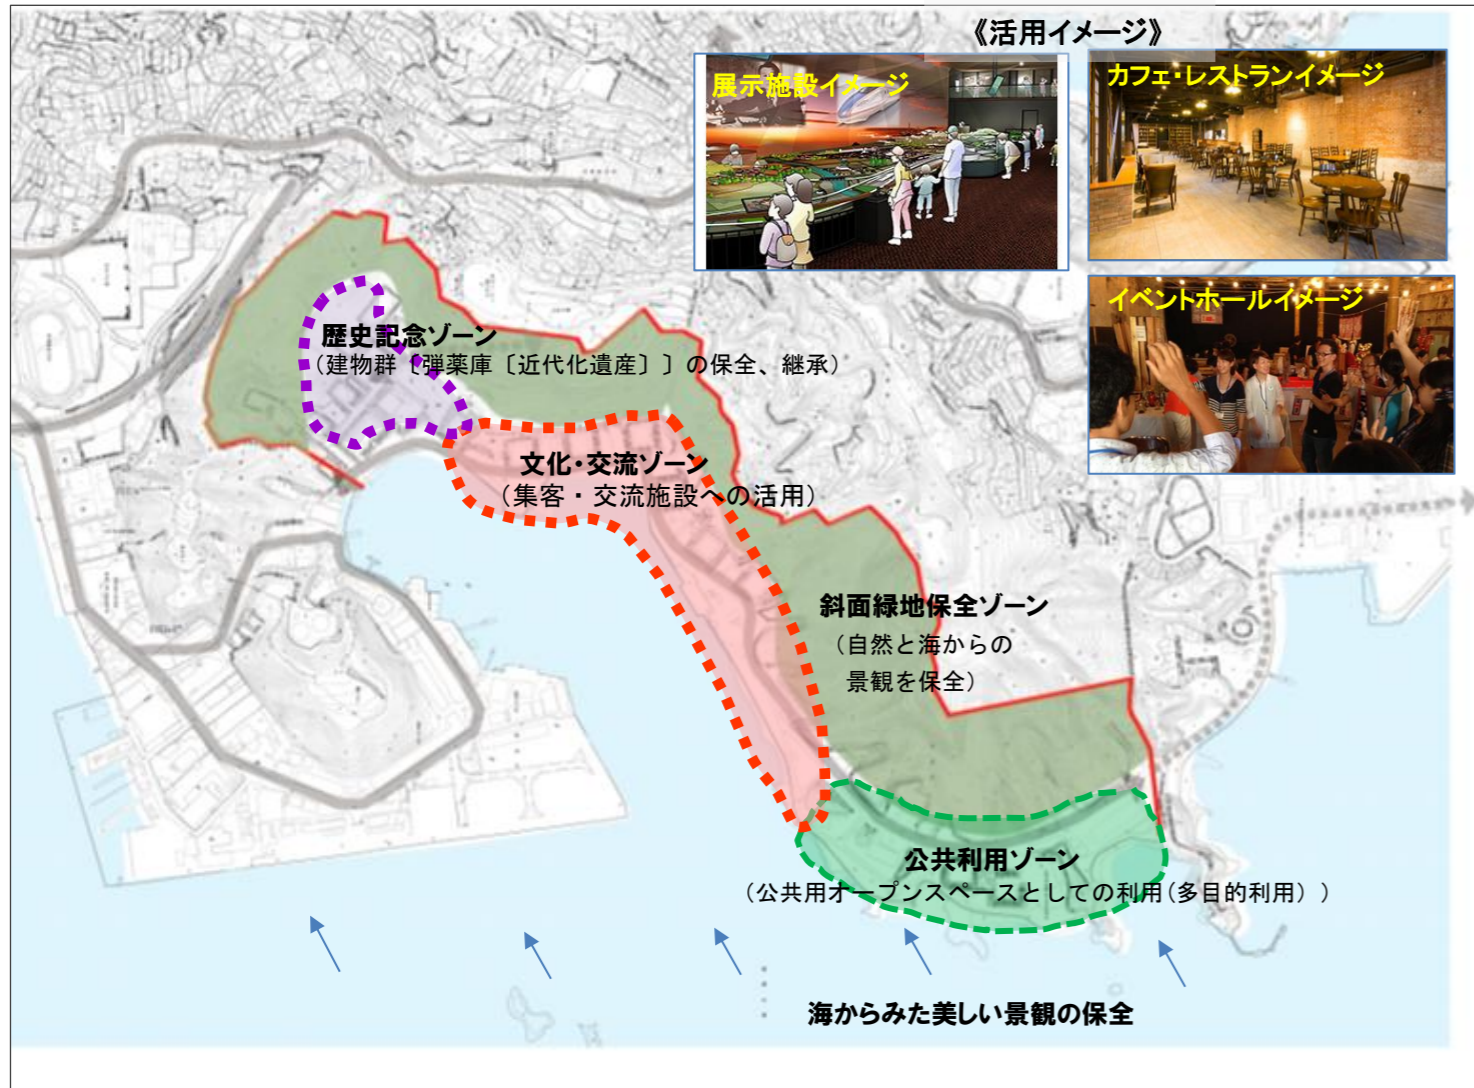 《活用イメージ》
展示施設イメージ
カフェ・レストランイメージ
イベントホールイメージ
歴史記念ゾーン
（建物群〔弾薬庫〔近代化遺産〕〕の保全、継承）
文化・交流ゾーン
（集客・交流施設への活用）
斜面緑地保全ゾーン
（自然と海からの
景観を保全）
公共利用ゾーン
（公共用オープンスペースとしての利用(多目的利用））
海からみた美しい景観の保全